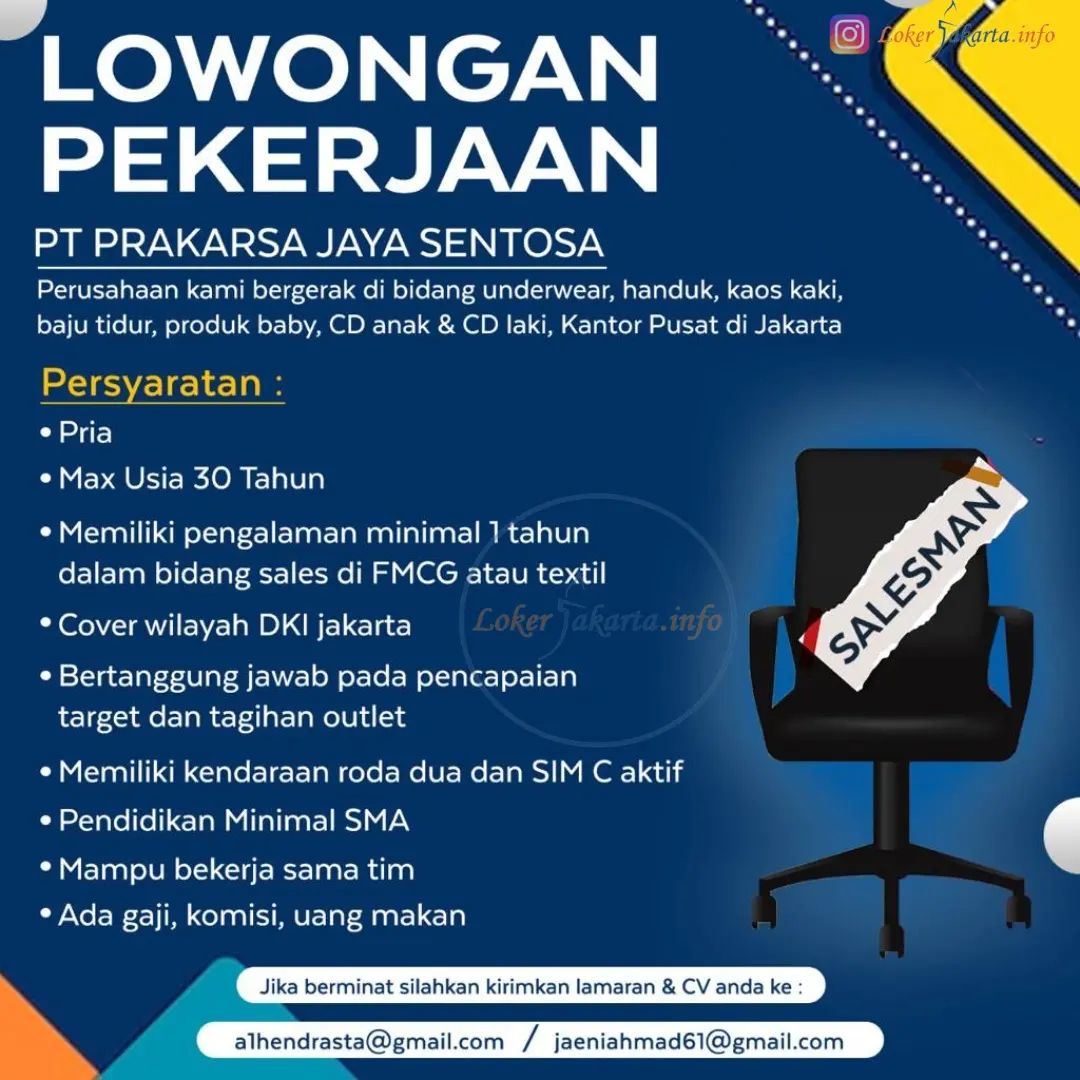 Loker Jakarta.info
LOWONGAN
PEKERJAAN
PT PRAKARSA JAYA SENTOSA
Perusahaan kami bergerak di bidang underwear, handuk, kaos kaki,
baju tidur, produk baby, CD anak & CD laki, Kantor Pusat di Jakarta
Persyaratan :
• Pria
• Max Usia 30 Tahun
• Memiliki pengalaman minimal 1 tahun
dalam bidang sales di FMCG atau textil
• Cover wilayah DKI jakarta
• Bertanggung jawab pada pencapaian
target dan tagihan outlet
• Memiliki kendaraan roda dua dan SIM C aktif
• Pendidikan Minimal SMA
• Mampu bekerja sama tim
• Ada gaji, komisi, uang makan
Loker Jakarta.info
SALESMAN
Jika berminat silahkan kirimkan lamaran & CV anda ke :
a1hendrasta@gmail.com / jaeniahmad61@gmail.com